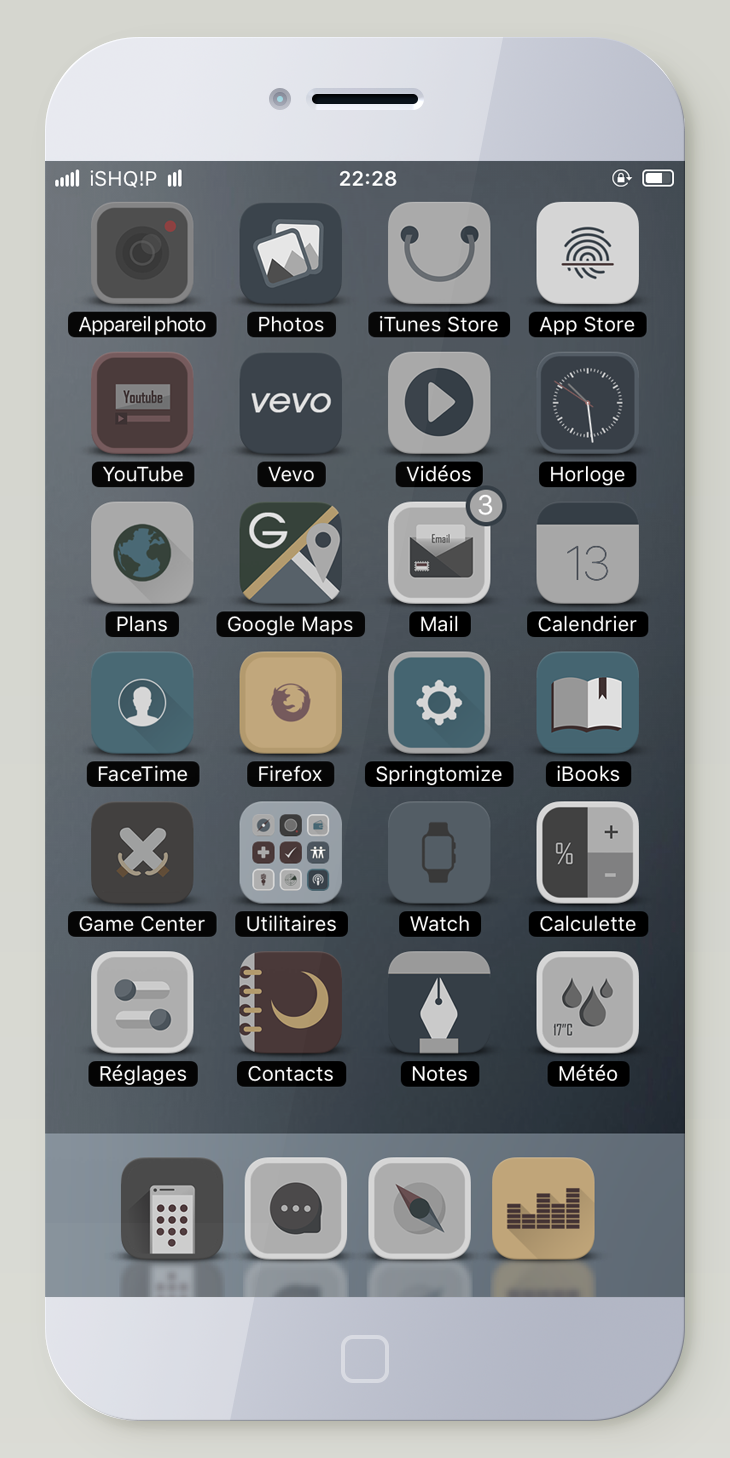 iSHQ!P 22:28
Appareil photo Photos iTunes Store App Store
Youtube vevo
YouTube Vevo Vidéos Horloge
3
G Email 13
Plans Google Maps Mail Calendrier
FaceTime Firefox Springtomize iBooks
% + -
Game Center Utilitaires Watch Calculette
17°C
Réglages Contacts Notes Météo